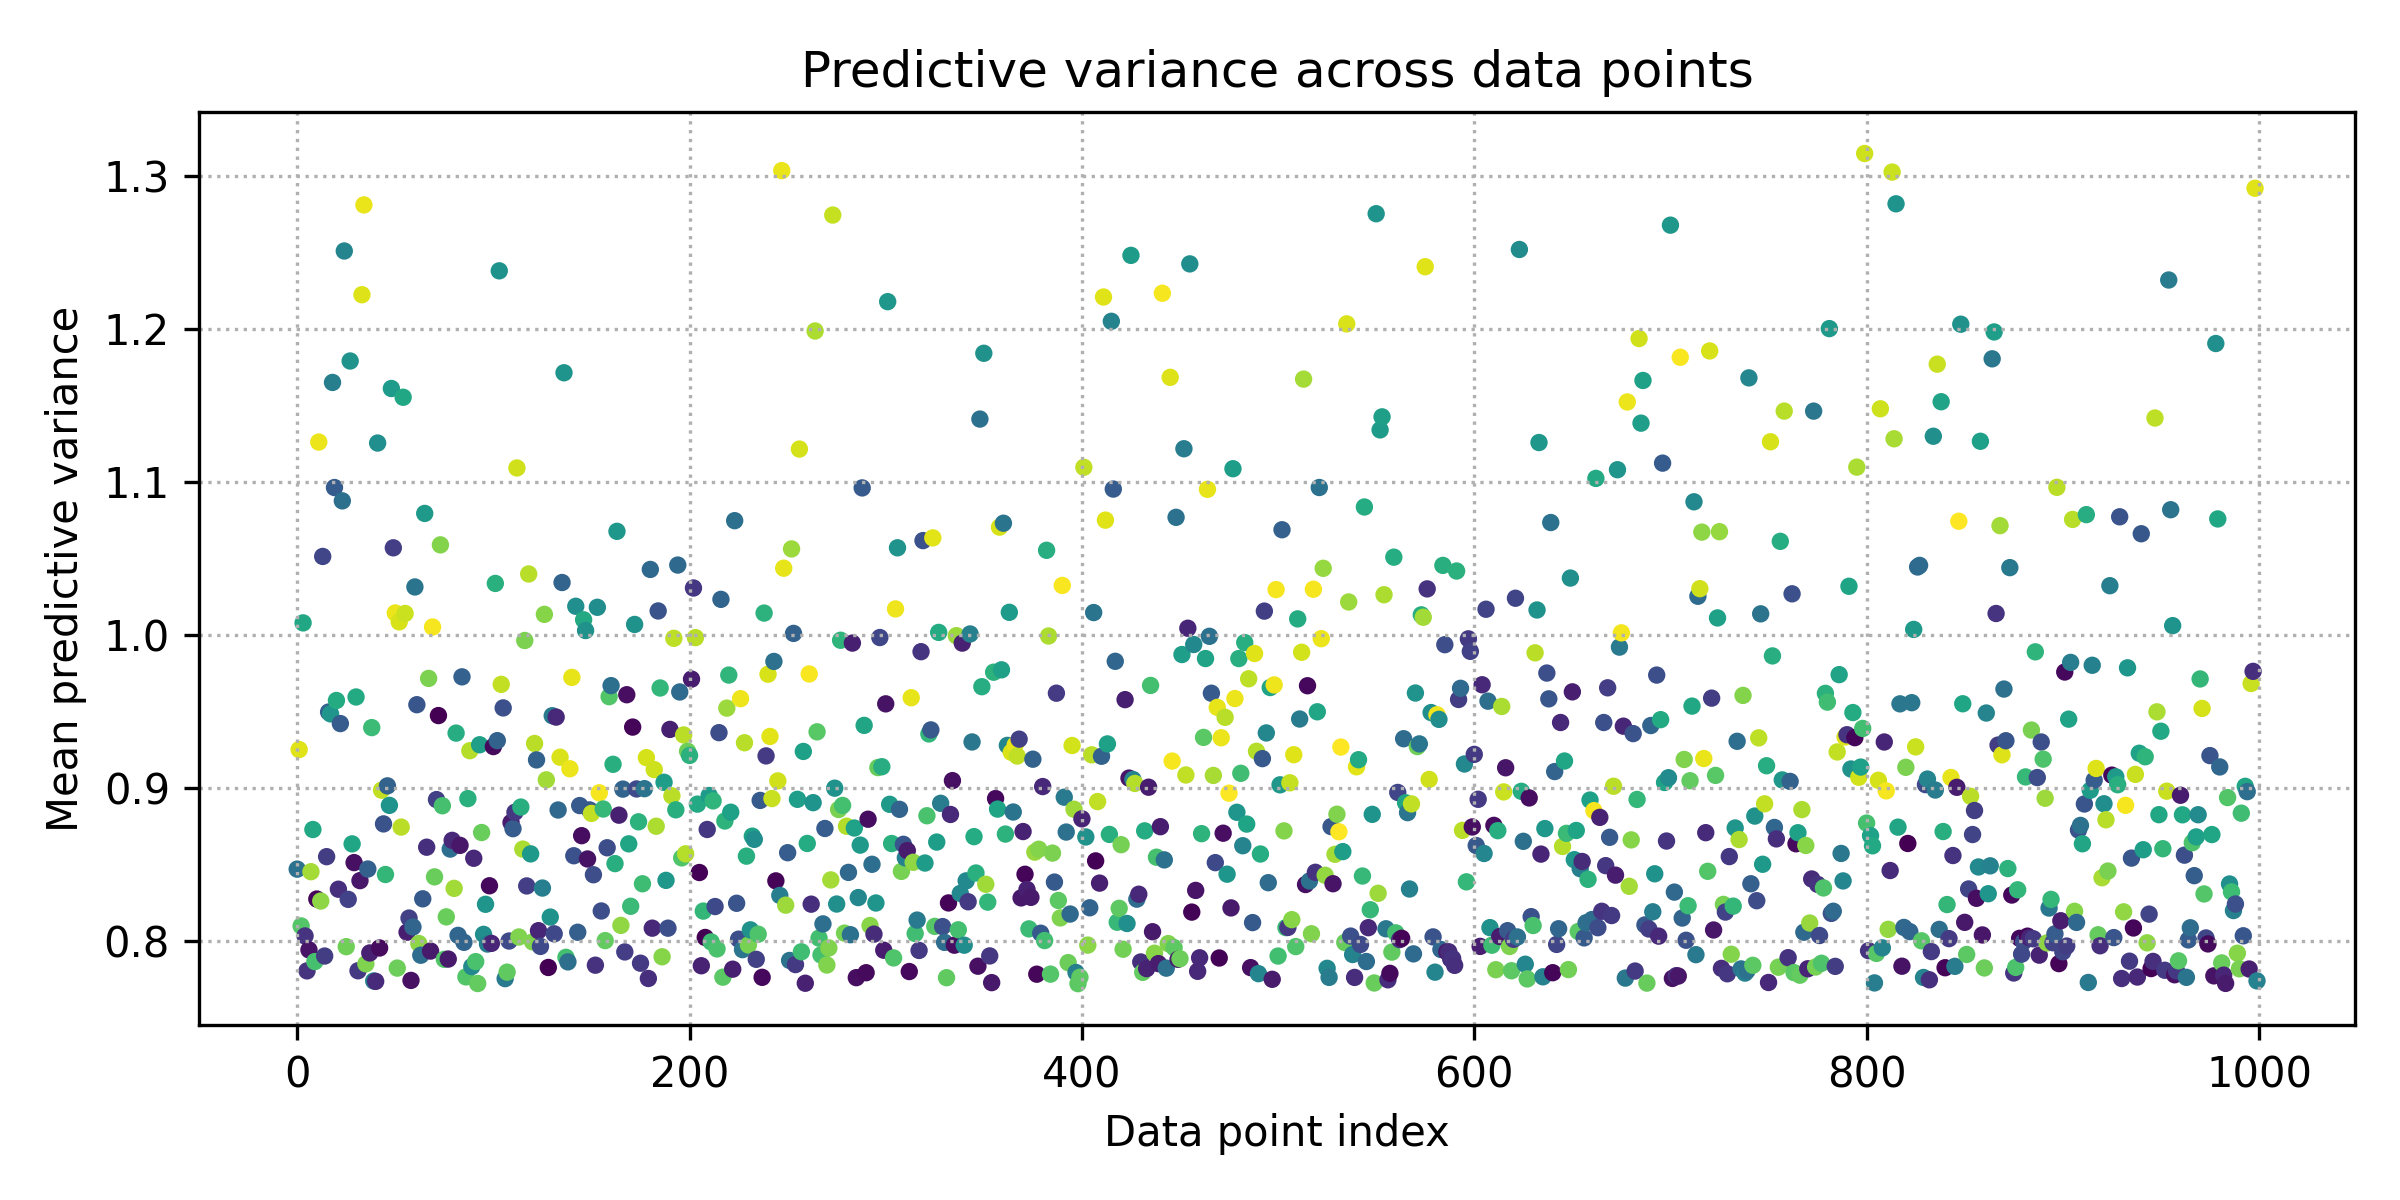 Predictive variance across data points
Mean predictive variance
1.3
1.2
1.1
1.0
0.9
0.8
0 200 400 600 800 1000
Data point index